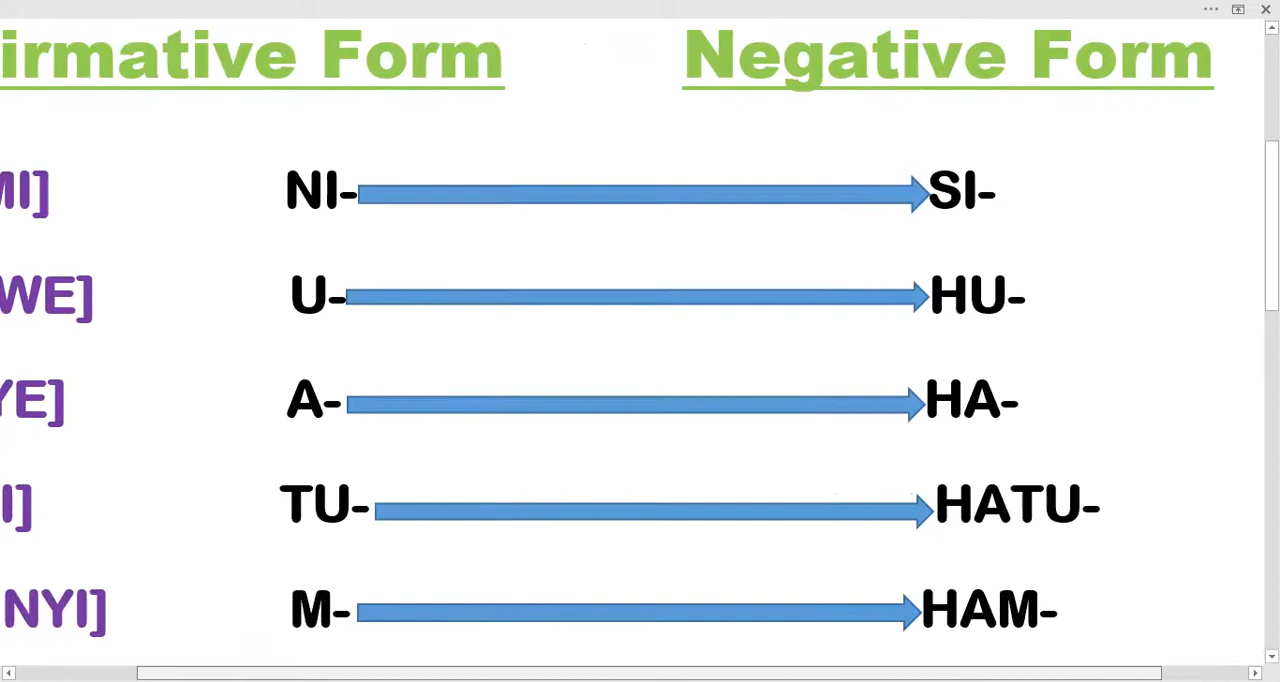 irmative Form Negative Form
MI] NI- SI-
WE] U- HU-
YE] A- HA-
I] TU- HATU-
NYI] M- HAM-